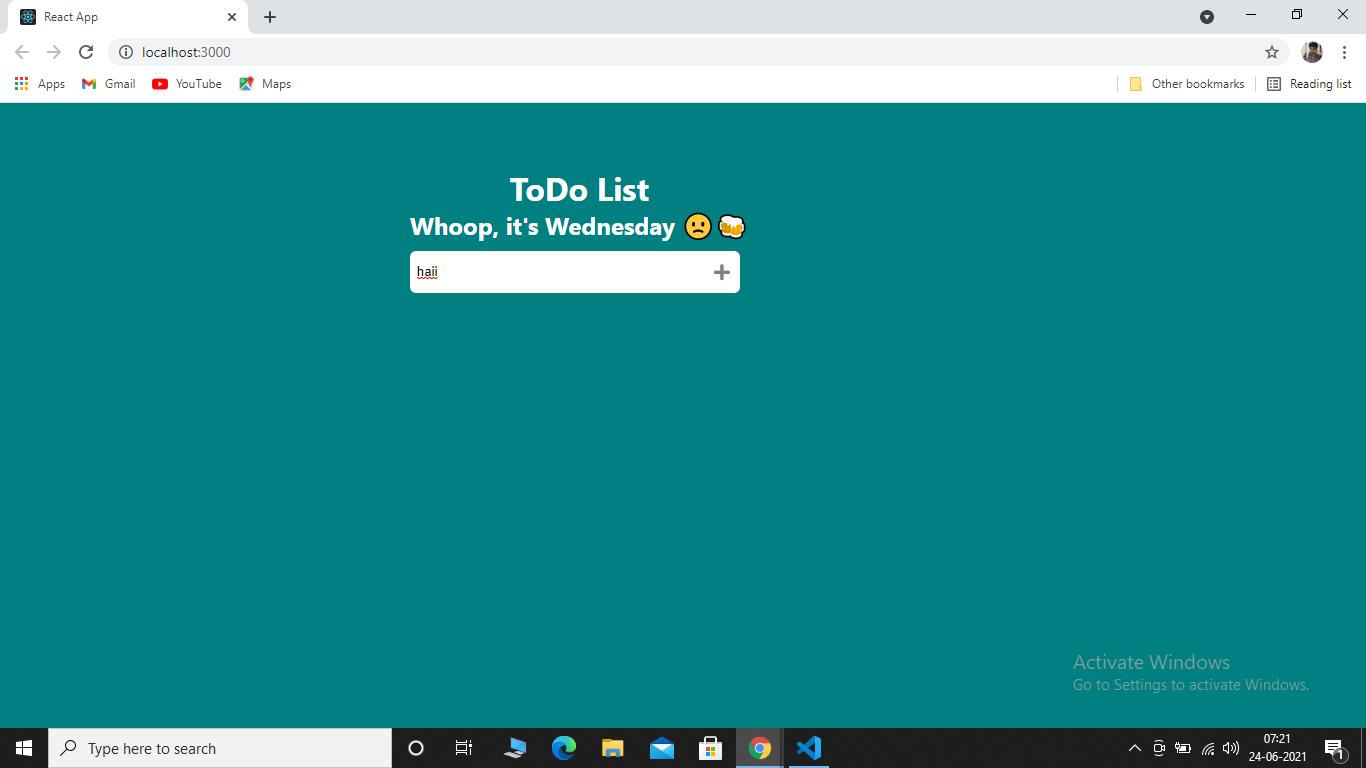 React App
localhost:3000
Apps Gmail YouTube Maps Other bookmarks Reading list
ToDo List
Whoop, it's Wednesday 🙁 🍻
haii
Activate Windows
Go to Settings to activate Windows.
Type here to search
07:21
24-06-2021
1